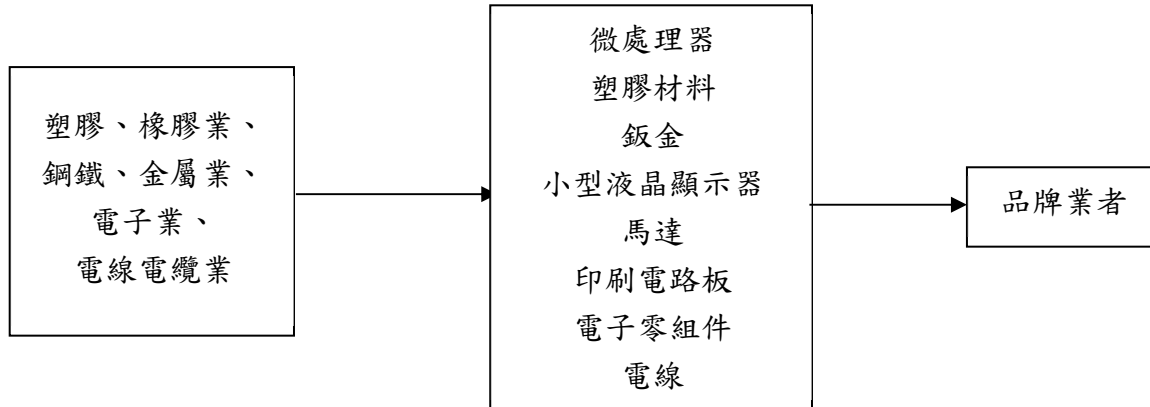 塑膠、橡膠業、
鋼鐵、金屬業、
電子業、
電線電纜業
微處理器
塑膠材料
鈑金
小型液晶顯示器
馬達
印刷電路板
電子零組件
電線
品牌業者